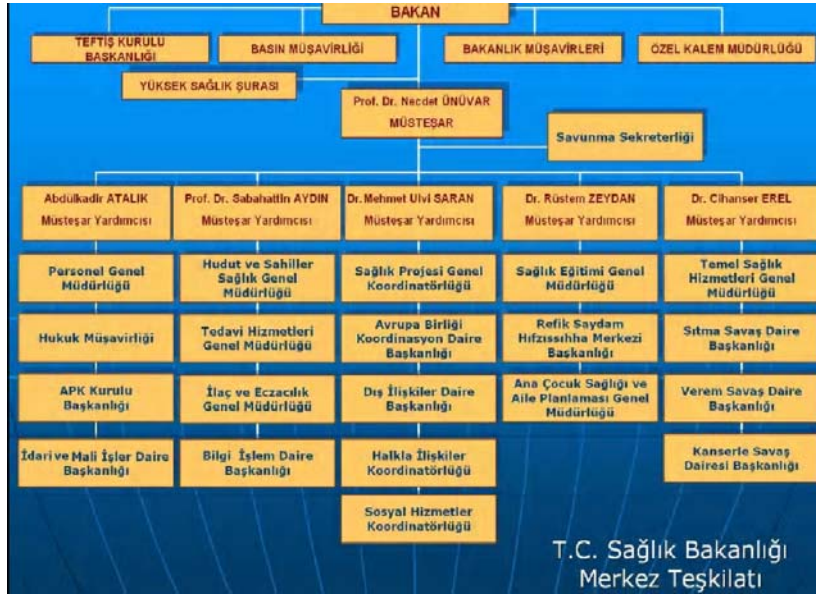 BAKAN
TEFTİŞ KURULU
BAŞKANLIĞI
BASIN MÜŞAVİRLİĞİ
BAKANLIK MÜŞAVİRLERİ
ÖZEL KALEM MÜDÜRLÜĞÜ
YÜKSEK SAĞLIK ŞURASI
Prof. Dr. Necdet ÜNÜVAR
MÜSTEŞAR
Savunma Sekreterliği
Abdülkadir ATALIK
Müsteşar Yardımcısı
Prof. Dr. Sabahattin AYDIN
Müsteşar Yardımcısı
Dr. Mehmet Ulvi SARAN
Müsteşar Yardımcısı
Dr. Rüstem ZEYDAN
Müsteşar Yardımcısı
Dr. Cihanser EREL
Müsteşar Yardımcısı
Personel Genel
Müdürlüğü
Hudut ve Sahiller
Sağlık Genel
Müdürlüğü
Sağlık Projesi Genel
Koordinatörlüğü
Sağlık Eğitimi Genel
Müdürlüğü
Temel Sağlık
Hizmetleri Genel
Müdürlüğü
Hukuk Müşavirliği
Tedavi Hizmetleri
Genel Müdürlüğü
Avrupa Birliği
Koordinasyon Daire
Başkanlığı
Refik Saydam
Hıfzıssıhha Merkezi
Başkanlığı
Sıtma Savaş Daire
Başkanlığı
APK Kurulu
Başkanlığı
İlaç ve Eczacılık
Genel Müdürlüğü
Dış İlişkiler Daire
Başkanlığı
Ana Çocuk Sağlığı ve
Aile Planlaması Genel
Müdürlüğü
Verem Savaş Daire
Başkanlığı
İdari ve Mali İşler Daire
Başkanlığı
Bilgi İşlem Daire
Başkanlığı
Halkla İlişkiler
Koordinatörlüğü
Kanserle Savaş
Dairesi Başkanlığı
Sosyal Hizmetler
Koordinatörlüğü
T.C. Sağlık Bakanlığı
Merkez Teşkilatı